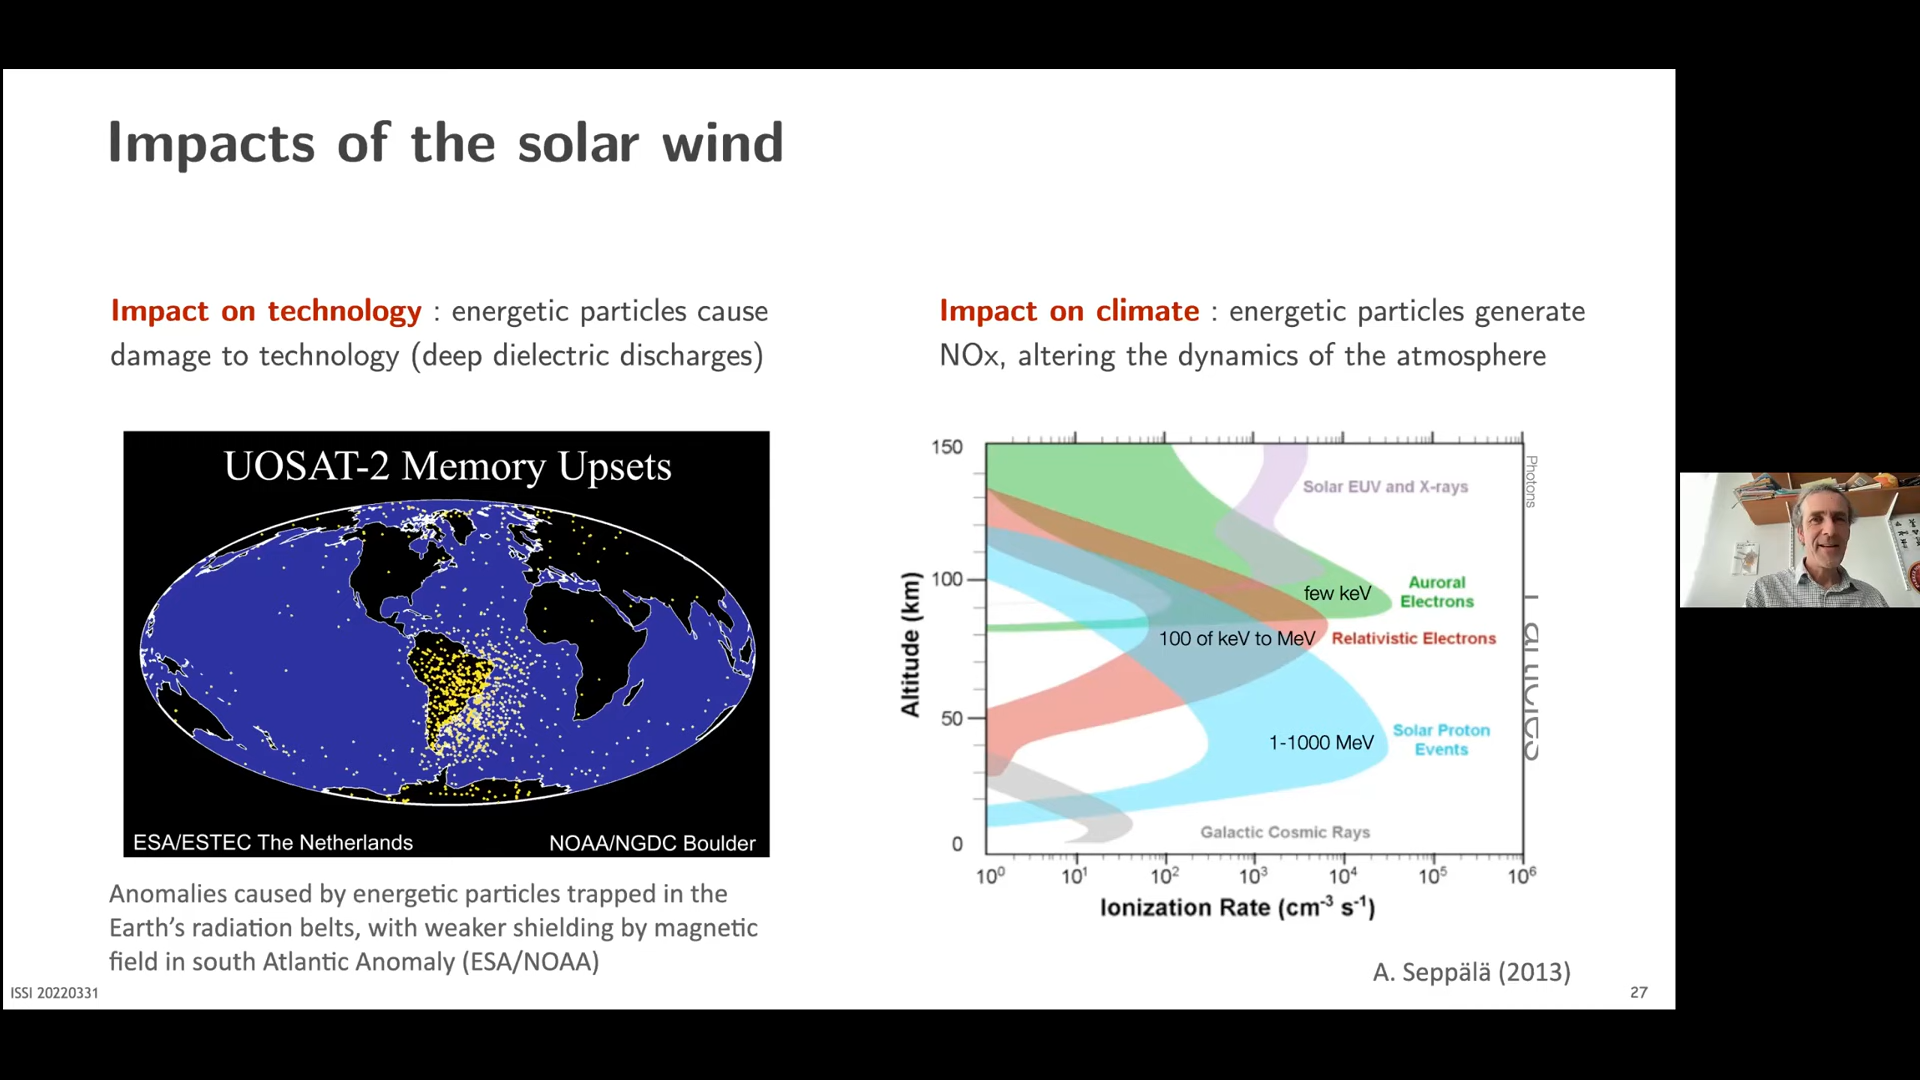 Impacts of the solar wind
Impact on technology : energetic particles cause
damage to technology (deep dielectric discharges)
UOSAT-2 Memory Upsets
ESA/ESTEC The Netherlands
NOAA/NGDC Boulder
Anomalies caused by energetic particles trapped in the
Earth's radiation belts, with weaker shielding by magnetic
field in south Atlantic Anomaly (ESA/NOAA)
Impact on climate : energetic particles generate
NOx, altering the dynamics of the atmosphere
150
100
50
0
Altitude (km)
Photons
Solar EUV and X-rays
few keV
Auroral
Electrons
100 of keV to MeV
Relativistic Electrons
1-1000 MeV
Solar Proton
Events
Galactic Cosmic Rays
10⁰ 10¹ 10² 10³ 10⁴ 10⁵ 10⁶
Ionization Rate (cm⁻³ s⁻¹)
A. Seppälä (2013)
ISSI 20220331
27